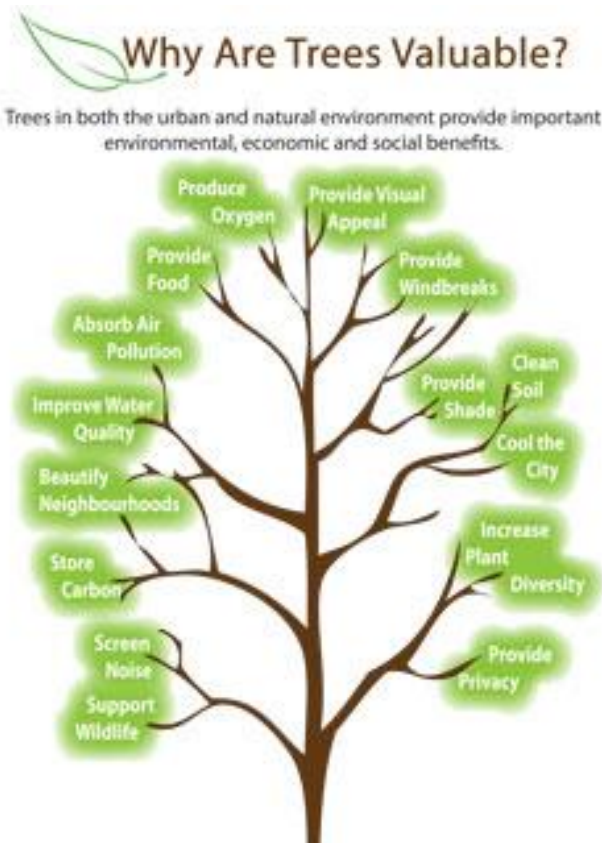 Why Are Trees Valuable?
Trees in both the urban and natural environment provide important
environmental, economic and social benefits.
Produce
Oxygen
Provide Visual
Appeal
Provide
Food
Provide
Windbreaks
Absorb Air
Pollution
Provide
Shade
Clean
Soil
Improve Water
Quality
Cool the
City
Beautify
Neighbourhoods
Increase
Plant
Diversity
Store
Carbon
Screen
Noise
Provide
Privacy
Support
Wildlife